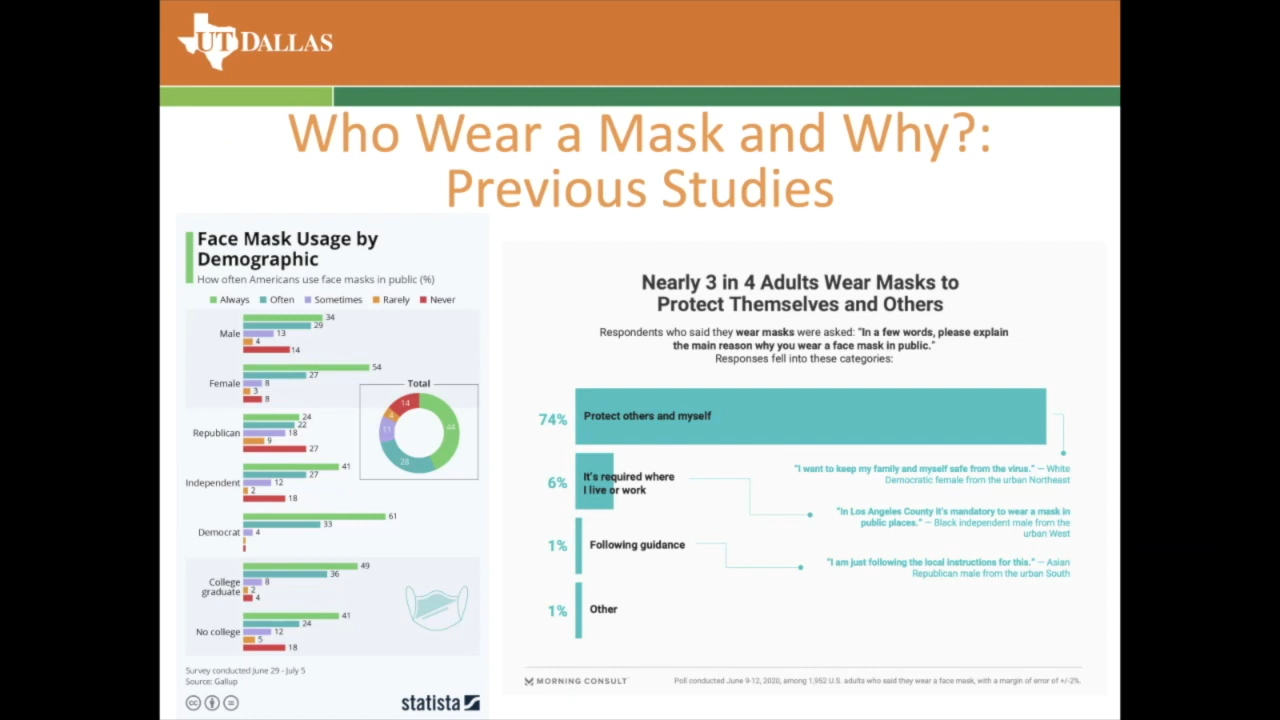 UT DALLAS
Who Wear a Mask and Why?:
Previous Studies
Face Mask Usage by
Demographic
How often Americans use face masks in public (%)
Always Often Sometimes Rarely Never
Male
34
29
13
4
14
Female
54
27
8
3
8
Total
44
28
11
4
14
Republican
24
22
18
9
27
Independent
41
27
12
2
18
Democrat
61
33
4
College
graduate
49
36
8
2
4
No college
41
24
12
5
18
Survey conducted June 29 - July 5
Source: Gallup
cc
statista
Nearly 3 in 4 Adults Wear Masks to
Protect Themselves and Others
Respondents who said they wear masks were asked: "In a few words, please explain
the main reason why you wear a face mask in public."
Responses fell into these categories:
74% Protect others and myself
6% It's required where
I live or work
1% Following guidance
1% Other
"I want to keep my family and myself safe from the virus." — White
Democratic female from the urban Northeast
"In Los Angeles County it's mandatory to wear a mask in
public places." — Black independent male from the
urban West
"I am just following the local instructions for this." — Asian
Republican male from the urban South
MORNING CONSULT
Poll conducted June 9-12, 2020, among 1,952 U.S. adults who said they wear a face mask, with a margin of error of +/-2%.